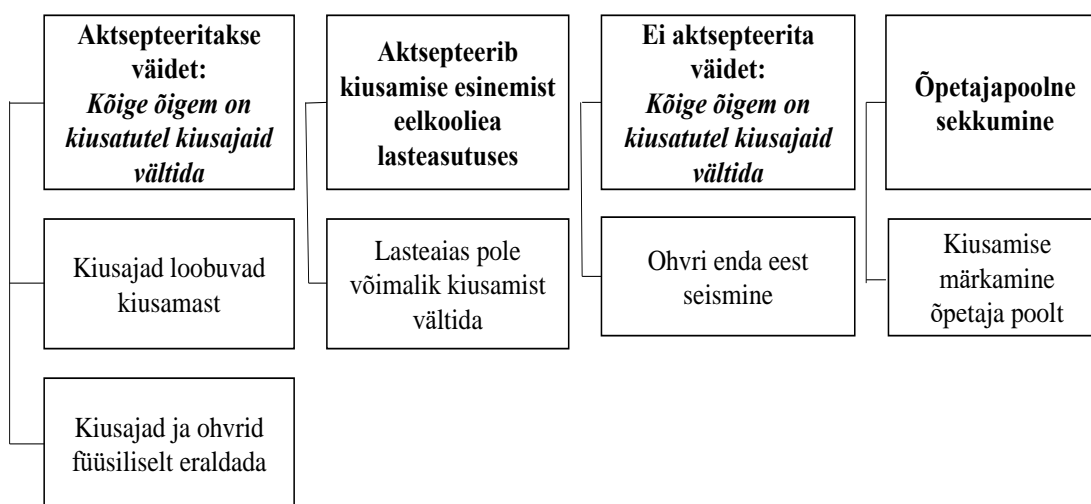 Aktsepteeritakse
väidet:
Kõige õigem on
kiusatutel kiusajaid
vältida
Kiusajad loobuvad
kiusamast
Kiusajad ja ohvrid
füüsiliselt eraldada
Aktsepteerib
kiusamise esinemist
eelkooliea
lasteasutuses
Lasteaias pole
võimalik kiusamist
vältida
Ei aktsepteerita
väidet:
Kõige õigem on
kiusatutel kiusajaid
vältida
Ohvri enda eest
seismine
Õpetajapoolne
sekkumine
Kiusamise
märkamine
õpetaja poolt